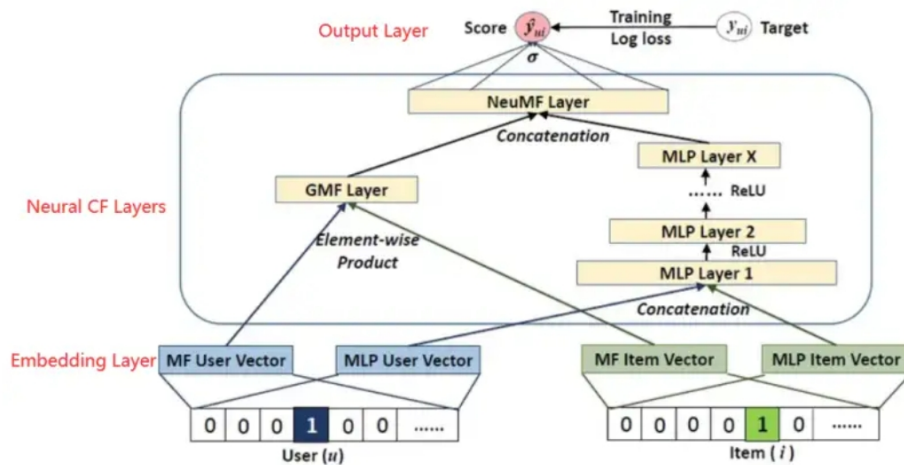 Output Layer
Score ŷui
Training
Log loss
yui Target
σ
NeuMF Layer
Concatenation
MLP Layer X
...... ReLU
GMF Layer
Neural CF Layers
Element-wise
Product
MLP Layer 2
ReLU
MLP Layer 1
Concatenation
Embedding Layer
MF User Vector
MLP User Vector
MF Item Vector
MLP Item Vector
0 0 0 1 0 0 ......
0 0 0 0 1 0 ......
User (u)
Item ( i )